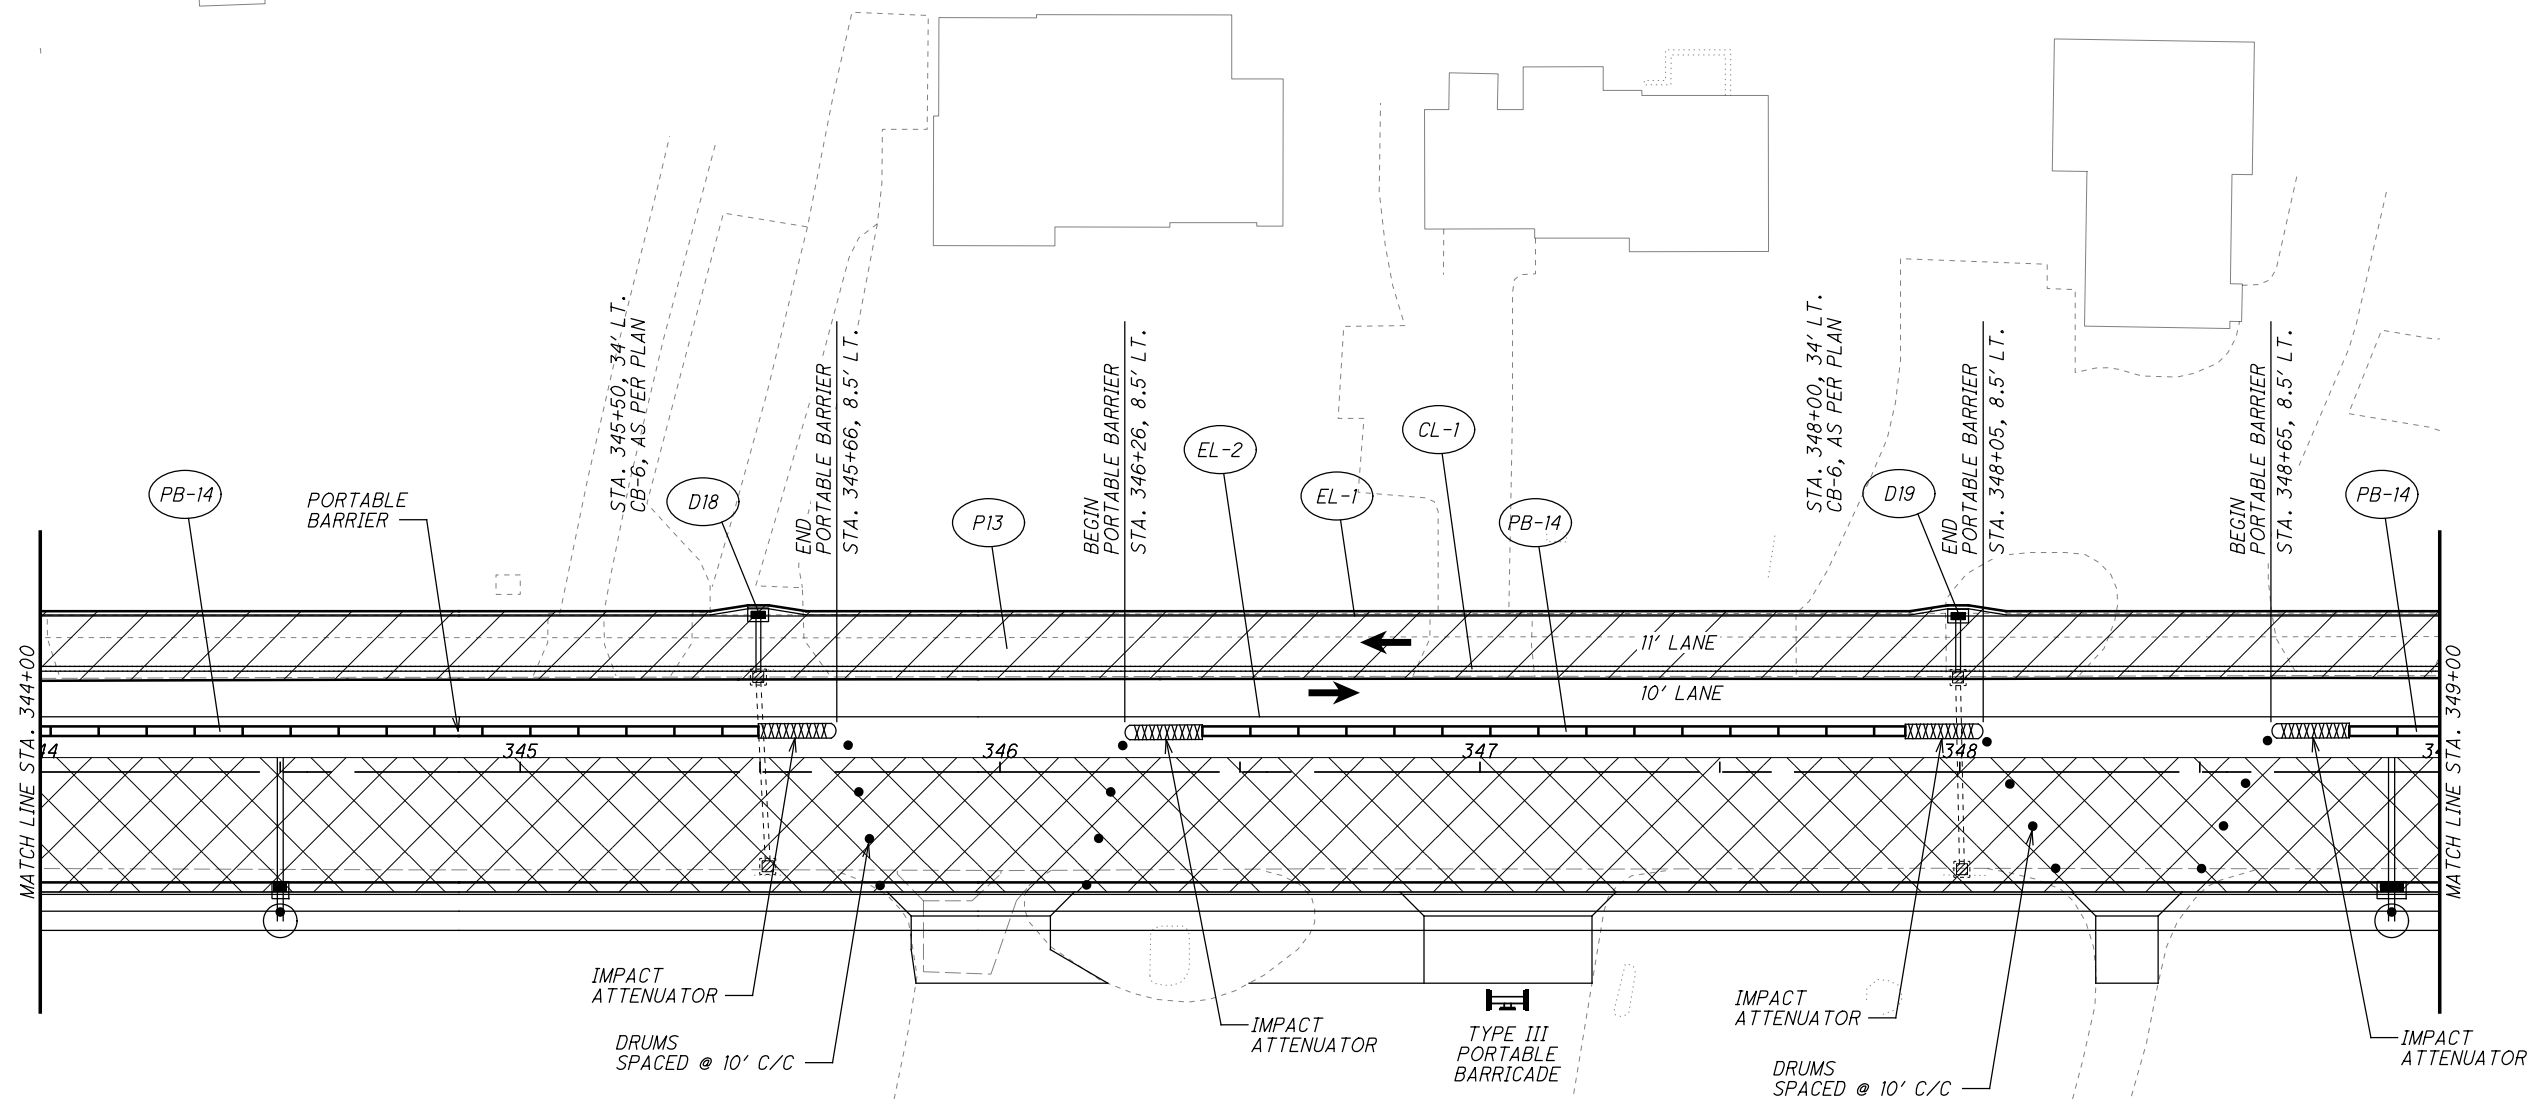 STA. 345+50, 34' LT.
CB-6, AS PER PLAN
END
PORTABLE BARRIER
STA. 345+66, 8.5' LT.
BEGIN
PORTABLE BARRIER
STA. 346+26, 8.5' LT.
STA. 348+00, 34' LT.
CB-6, AS PER PLAN
END
PORTABLE BARRIER
STA. 348+05, 8.5' LT.
BEGIN
PORTABLE BARRIER
STA. 348+65, 8.5' LT.
PB-14
PORTABLE
BARRIER
D18
P13
EL-2
EL-1
CL-1
PB-14
D19
PB-14
11' LANE
10' LANE
MATCH LINE STA. 344+00
MATCH LINE STA. 349+00
44
345
346
347
348
34
IMPACT
ATTENUATOR
DRUMS
SPACED @ 10' C/C
IMPACT
ATTENUATOR
TYPE III
PORTABLE
BARRICADE
IMPACT
ATTENUATOR
DRUMS
SPACED @ 10' C/C
IMPACT
ATTENUATOR